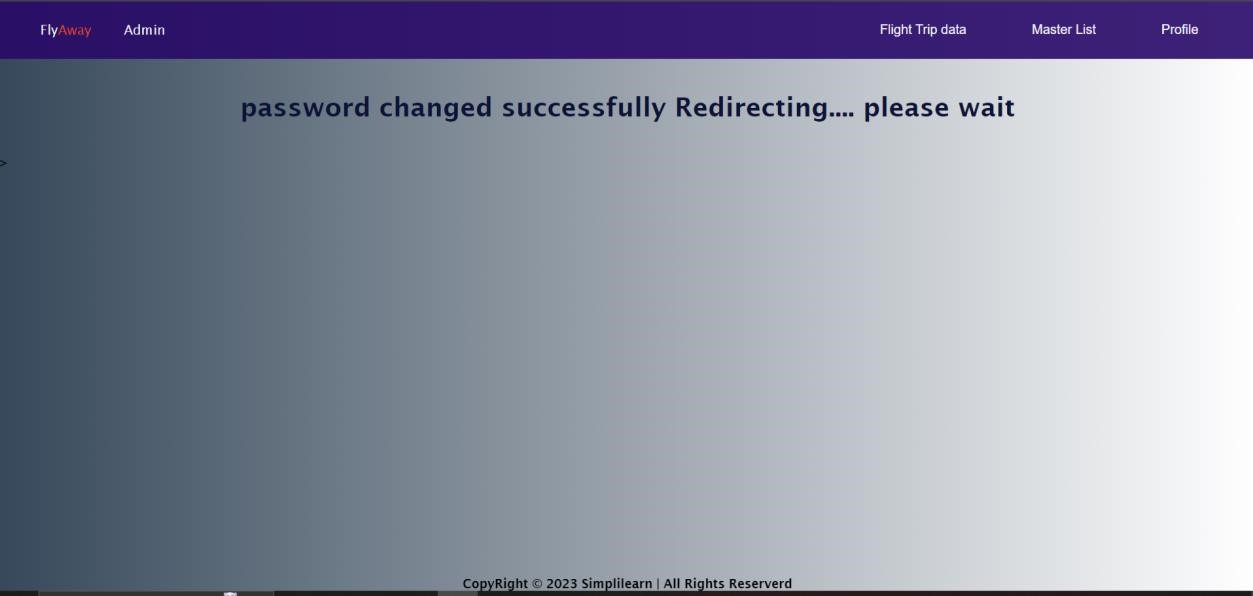 FlyAway Admin Flight Trip data Master List Profile
password changed successfully Redirecting.... please wait
>
CopyRight © 2023 Simplilearn | All Rights Reserverd